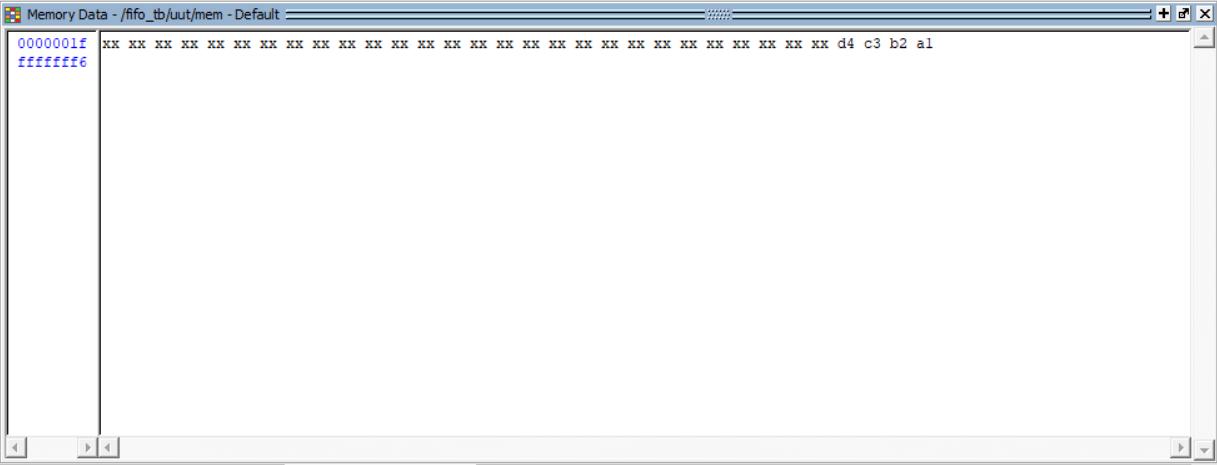 Memory Data - /fifo_tb/uut/mem - Default
0000001f xx xx xx xx xx xx xx xx xx xx xx xx xx xx xx xx xx xx xx xx xx xx xx xx xx xx xx xx d4 c3 b2 a1
fffffff6